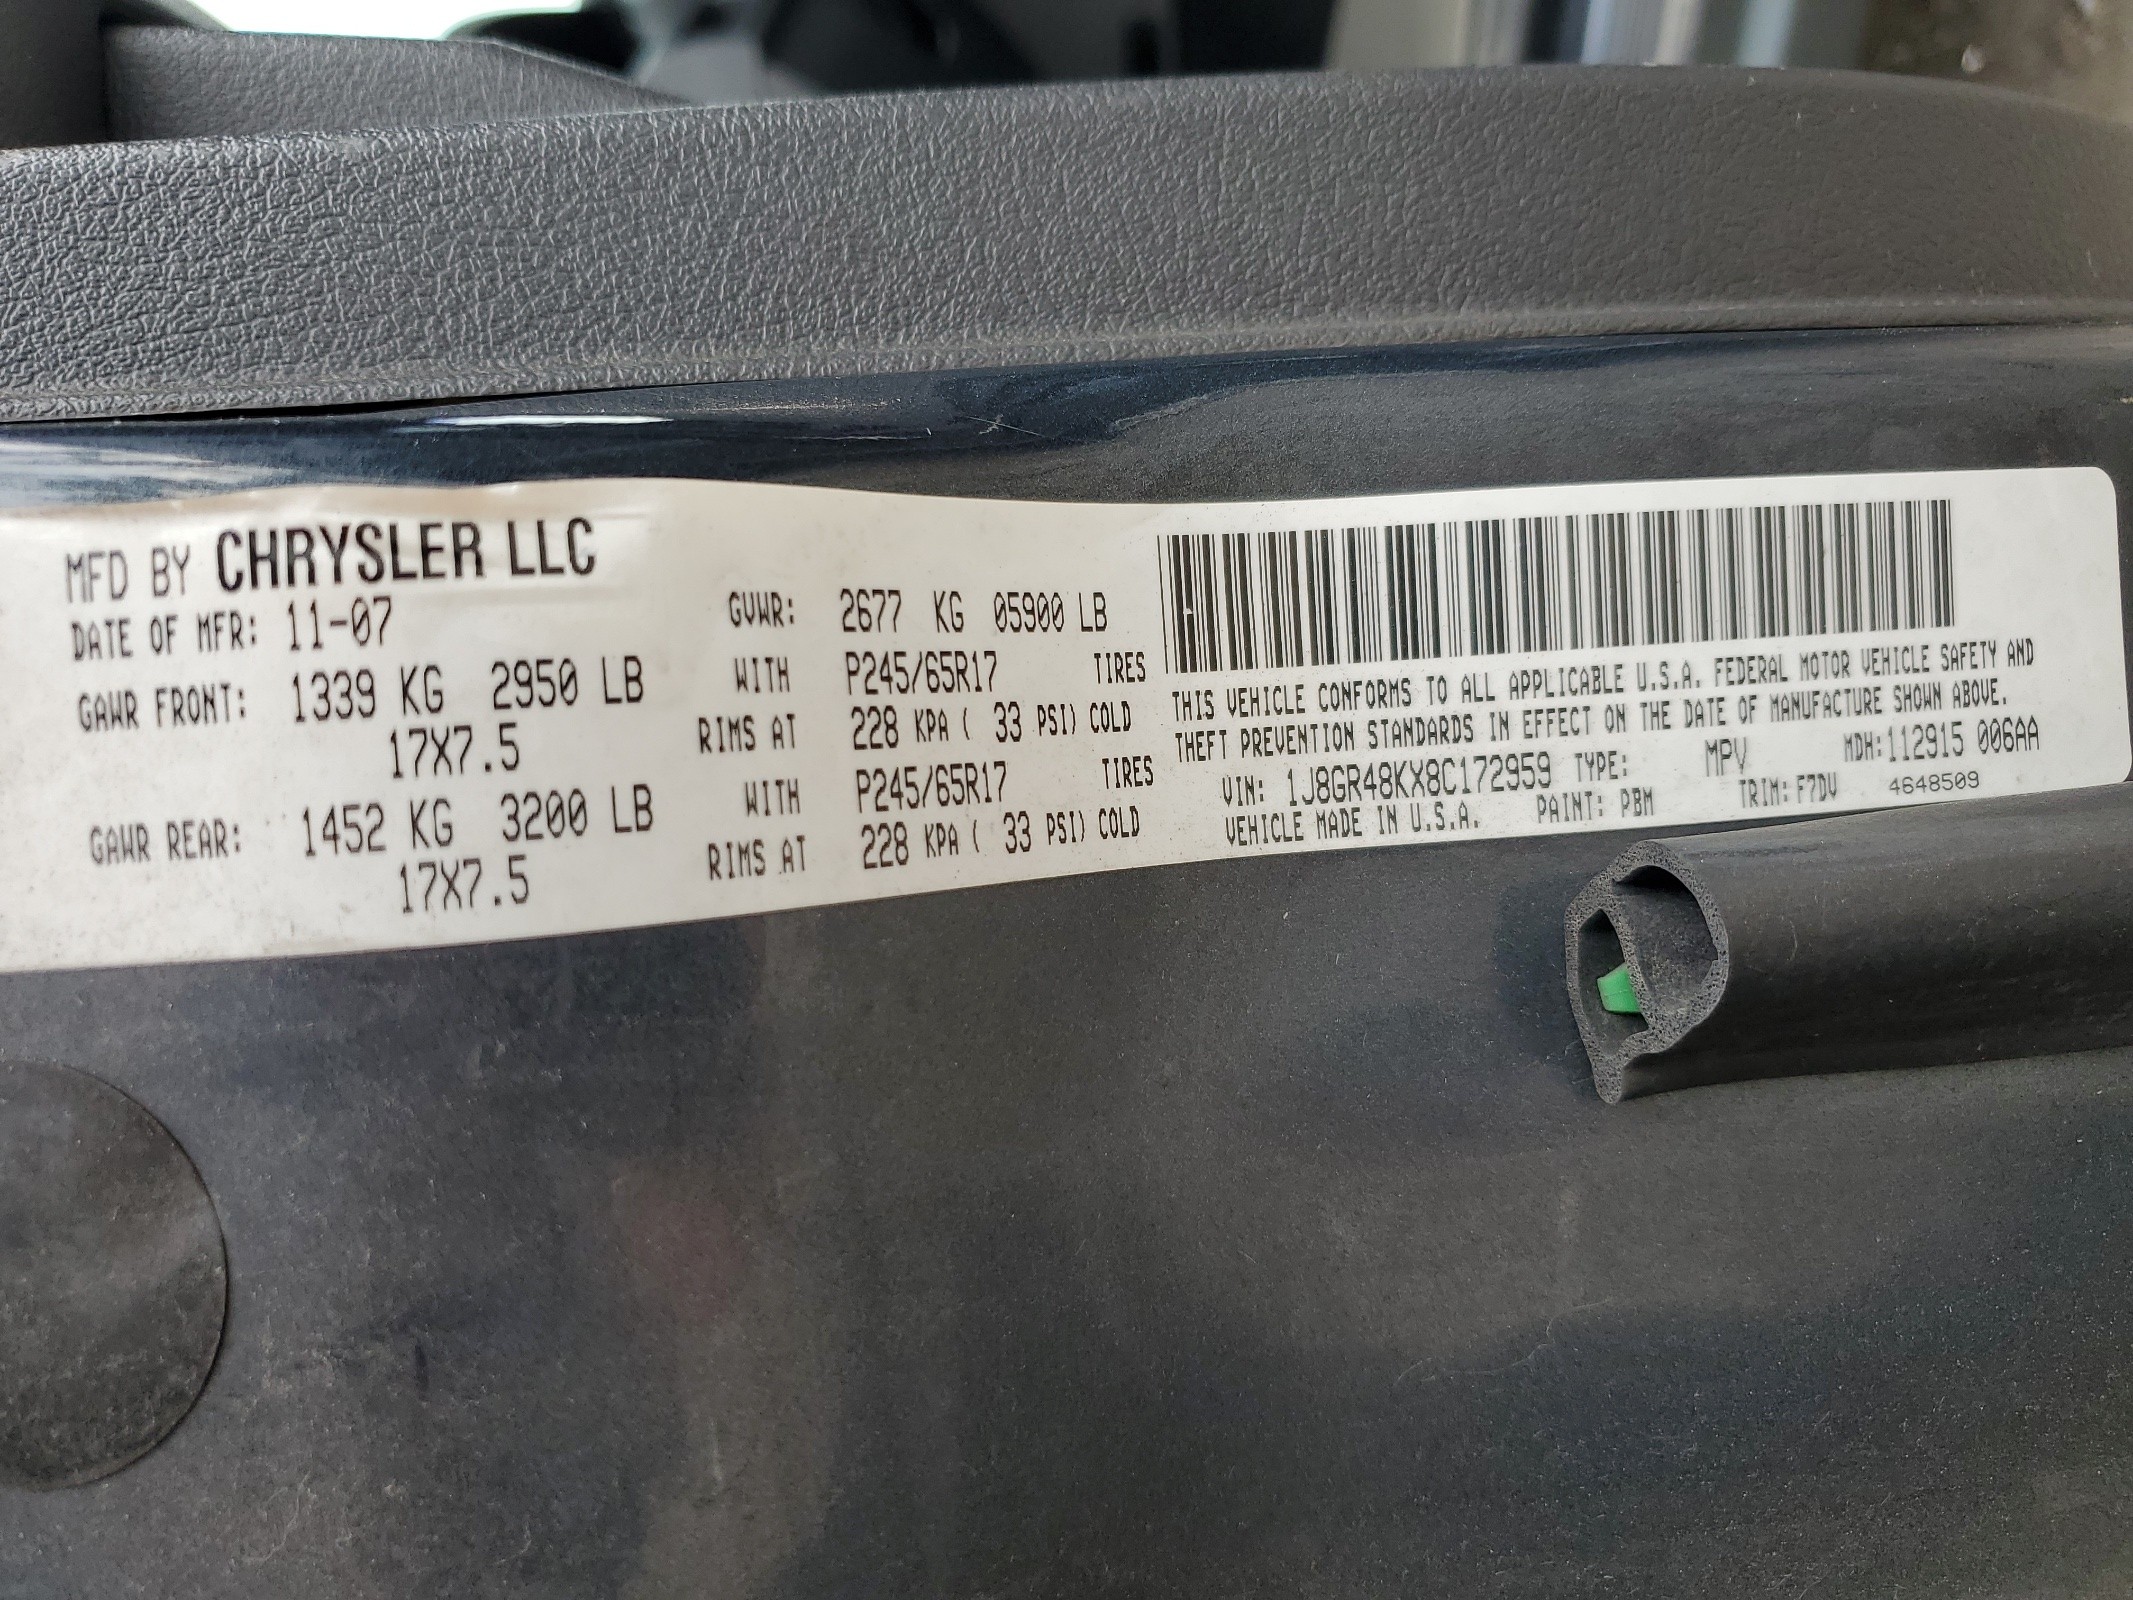 MFD BY CHRYSLER LLC
DATE OF MFR: 11-07
GAWR FRONT: 1339 KG 2950 LB
17X7.5
GAWR REAR: 1452 KG 3200 LB
17X7.5
GVWR: 2677 KG 05900 LB
WITH P245/65R17 TIRES
RIMS AT 228 KPA ( 33 PSI) COLD
WITH P245/65R17 TIRES
RIMS AT 228 KPA ( 33 PSI) COLD
THIS VEHICLE CONFORMS TO ALL APPLICABLE U.S.A. FEDERAL MOTOR VEHICLE SAFETY AND
THEFT PREVENTION STANDARDS IN EFFECT ON THE DATE OF MANUFACTURE SHOWN ABOVE.
VIN: 1J8GR48KX8C172959 TYPE: MPV MDH:112915 006AA
VEHICLE MADE IN U.S.A. PAINT: PBM TRIM: F7DV 4648509